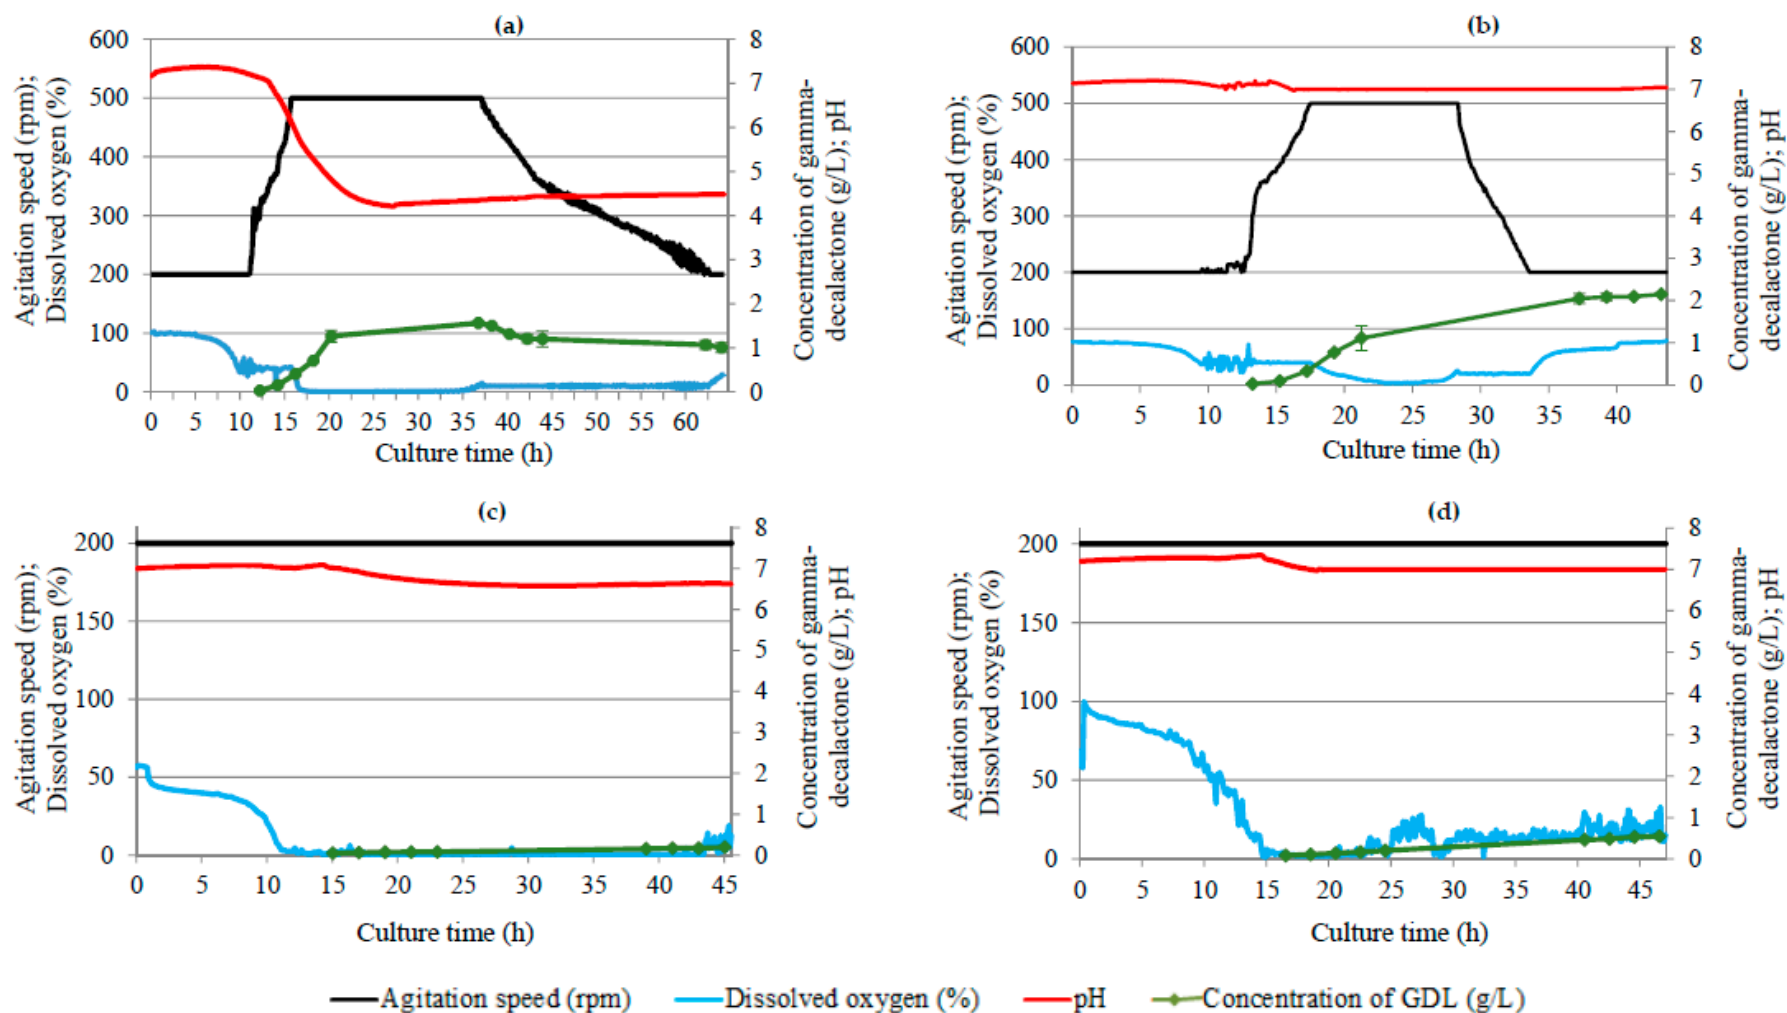 (a)
600
500
400
300
200
100
0
8
7
6
5
4
3
2
1
0
0 5 10 15 20 25 30 35 40 45 50 55 60
Agitation speed (rpm);
Dissolved oxygen (%)
Concentration of gamma-
decalactone (g/L); pH
Culture time (h)
(b)
600
500
400
300
200
100
0
8
7
6
5
4
3
2
1
0
0 5 10 15 20 25 30 35 40
Agitation speed (rpm);
Dissolved oxygen (%)
Concentration of gamma-
decalactone (g/L); pH
Culture time (h)
(c)
200
150
100
50
0
8
7
6
5
4
3
2
1
0
0 5 10 15 20 25 30 35 40 45
Agitation speed (rpm);
Dissolved oxygen (%)
Concentration of gamma-
decalactone (g/L); pH
Culture time (h)
(d)
200
150
100
50
0
8
7
6
5
4
3
2
1
0
0 5 10 15 20 25 30 35 40 45
Agitation speed (rpm);
Dissolved oxygen (%)
Concentration of gamma-
decalactone (g/L); pH
Culture time (h)
Agitation speed (rpm) Dissolved oxygen (%) pH Concentration of GDL (g/L)